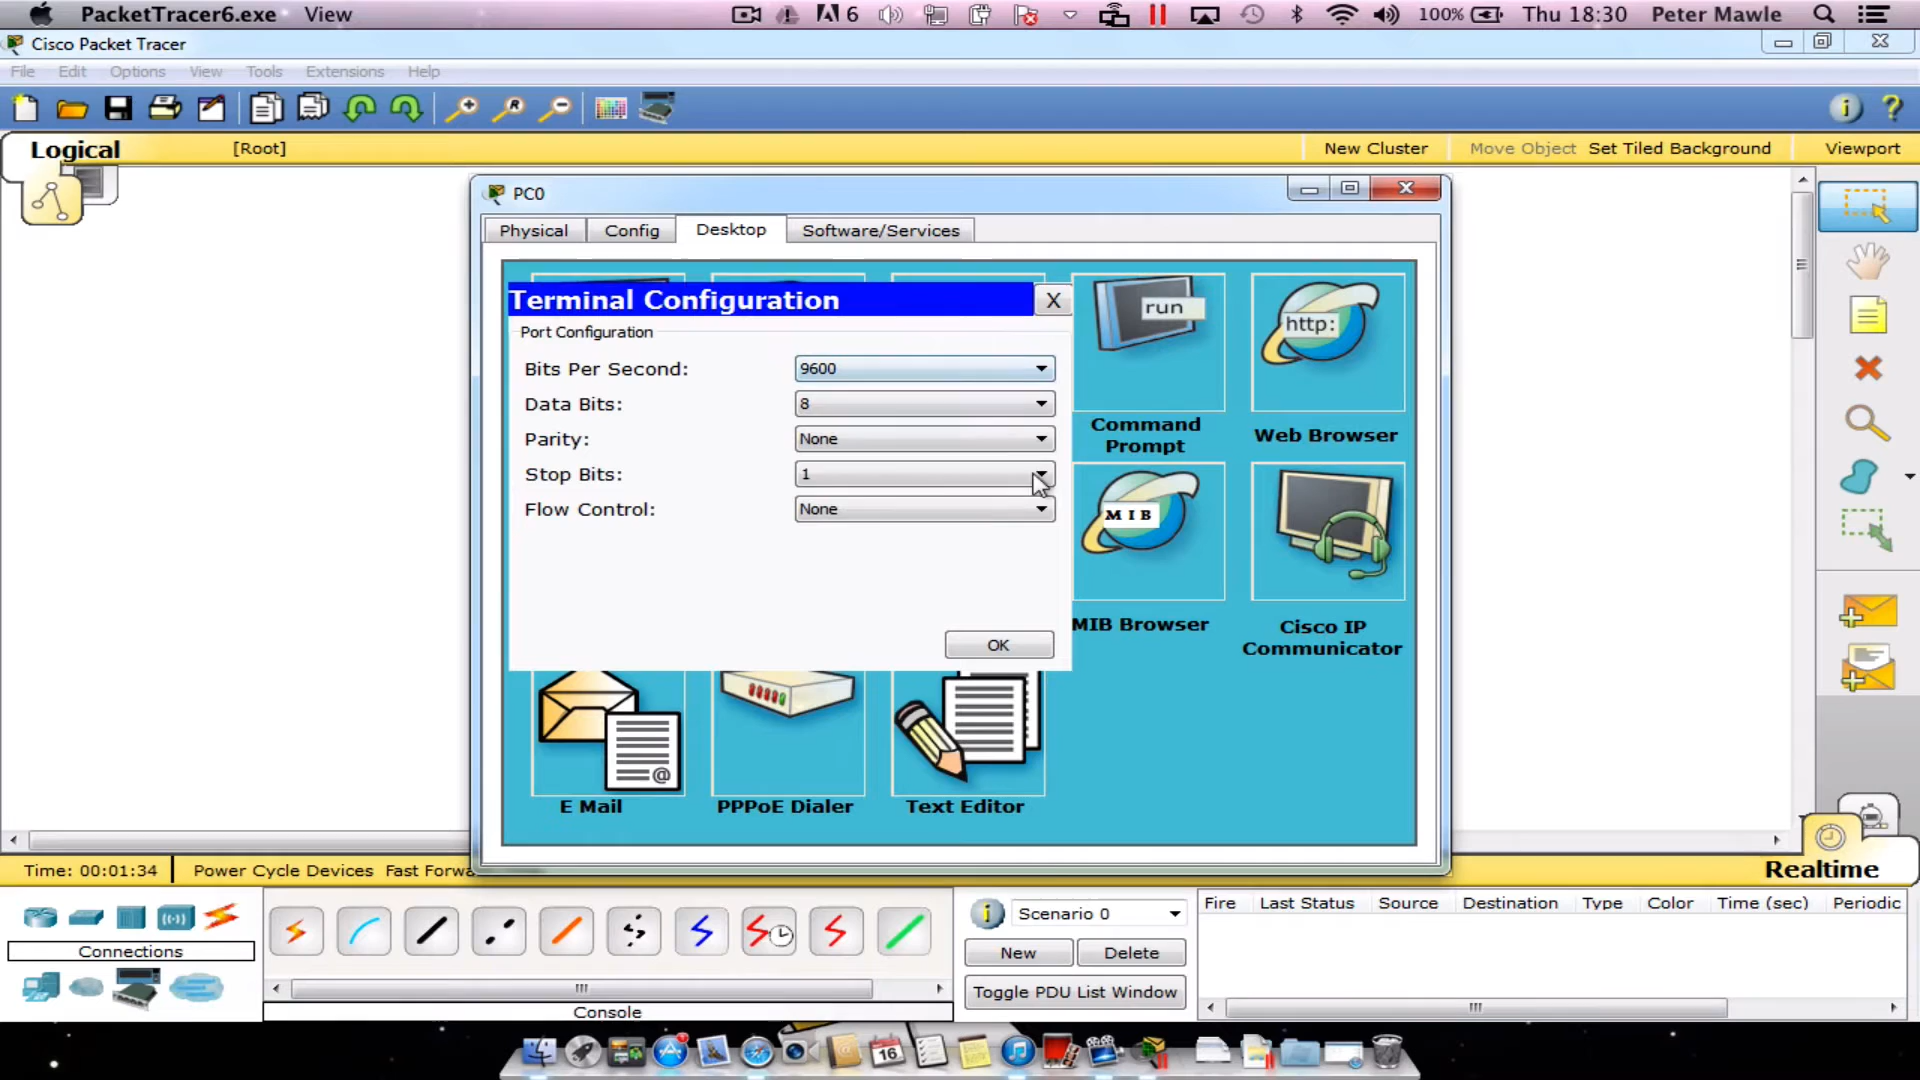 PacketTracer6.exe View 6 100% Thu 18:30 Peter Mawle
Cisco Packet Tracer
File Edit Options View Tools Extensions Help
Logical [Root] New Cluster Move Object Set Tiled Background Viewport
PC0
Physical Config Desktop Software/Services
Terminal Configuration X
Port Configuration
Bits Per Second: 9600
Data Bits: 8
Parity: None
Stop Bits: 1
Flow Control: None
OK
run
Command
Prompt
http:
Web Browser
MIB
MIB Browser
Cisco IP
Communicator
@
E Mail
PPPoE Dialer
Text Editor
Time: 00:01:34 Power Cycle Devices Fast Forwa
Realtime
Connections
Console
Scenario 0
New Delete
Toggle PDU List Window
Fire Last Status Source Destination Type Color Time (sec) Periodic
16